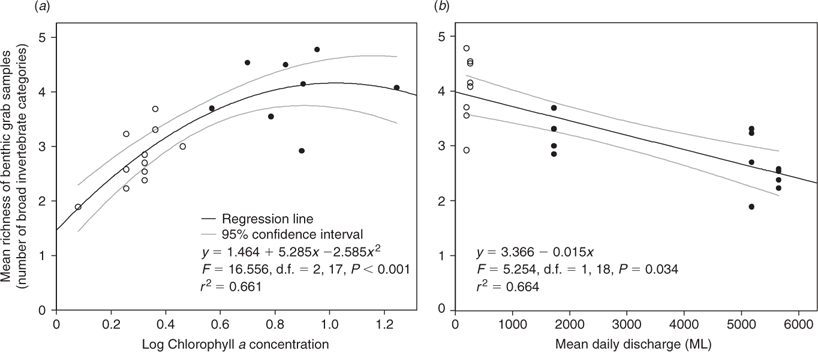 (a)
Mean richness of benthic grab samples
(number of broad invertebrate categories)
5
4
3
2
1
0
Regression line
95% confidence interval
y = 1.464 + 5.285x −2.585x²
F = 16.556, d.f. = 2, 17, P < 0.001
r² = 0.661
0 0.2 0.4 0.6 0.8 1.0 1.2
Log Chlorophyll a concentration
(b)
5
4
3
2
1
0
y = 3.366 − 0.015x
F = 5.254, d.f. = 1, 18, P = 0.034
r² = 0.664
0 1000 2000 3000 4000 5000 6000
Mean daily discharge (ML)